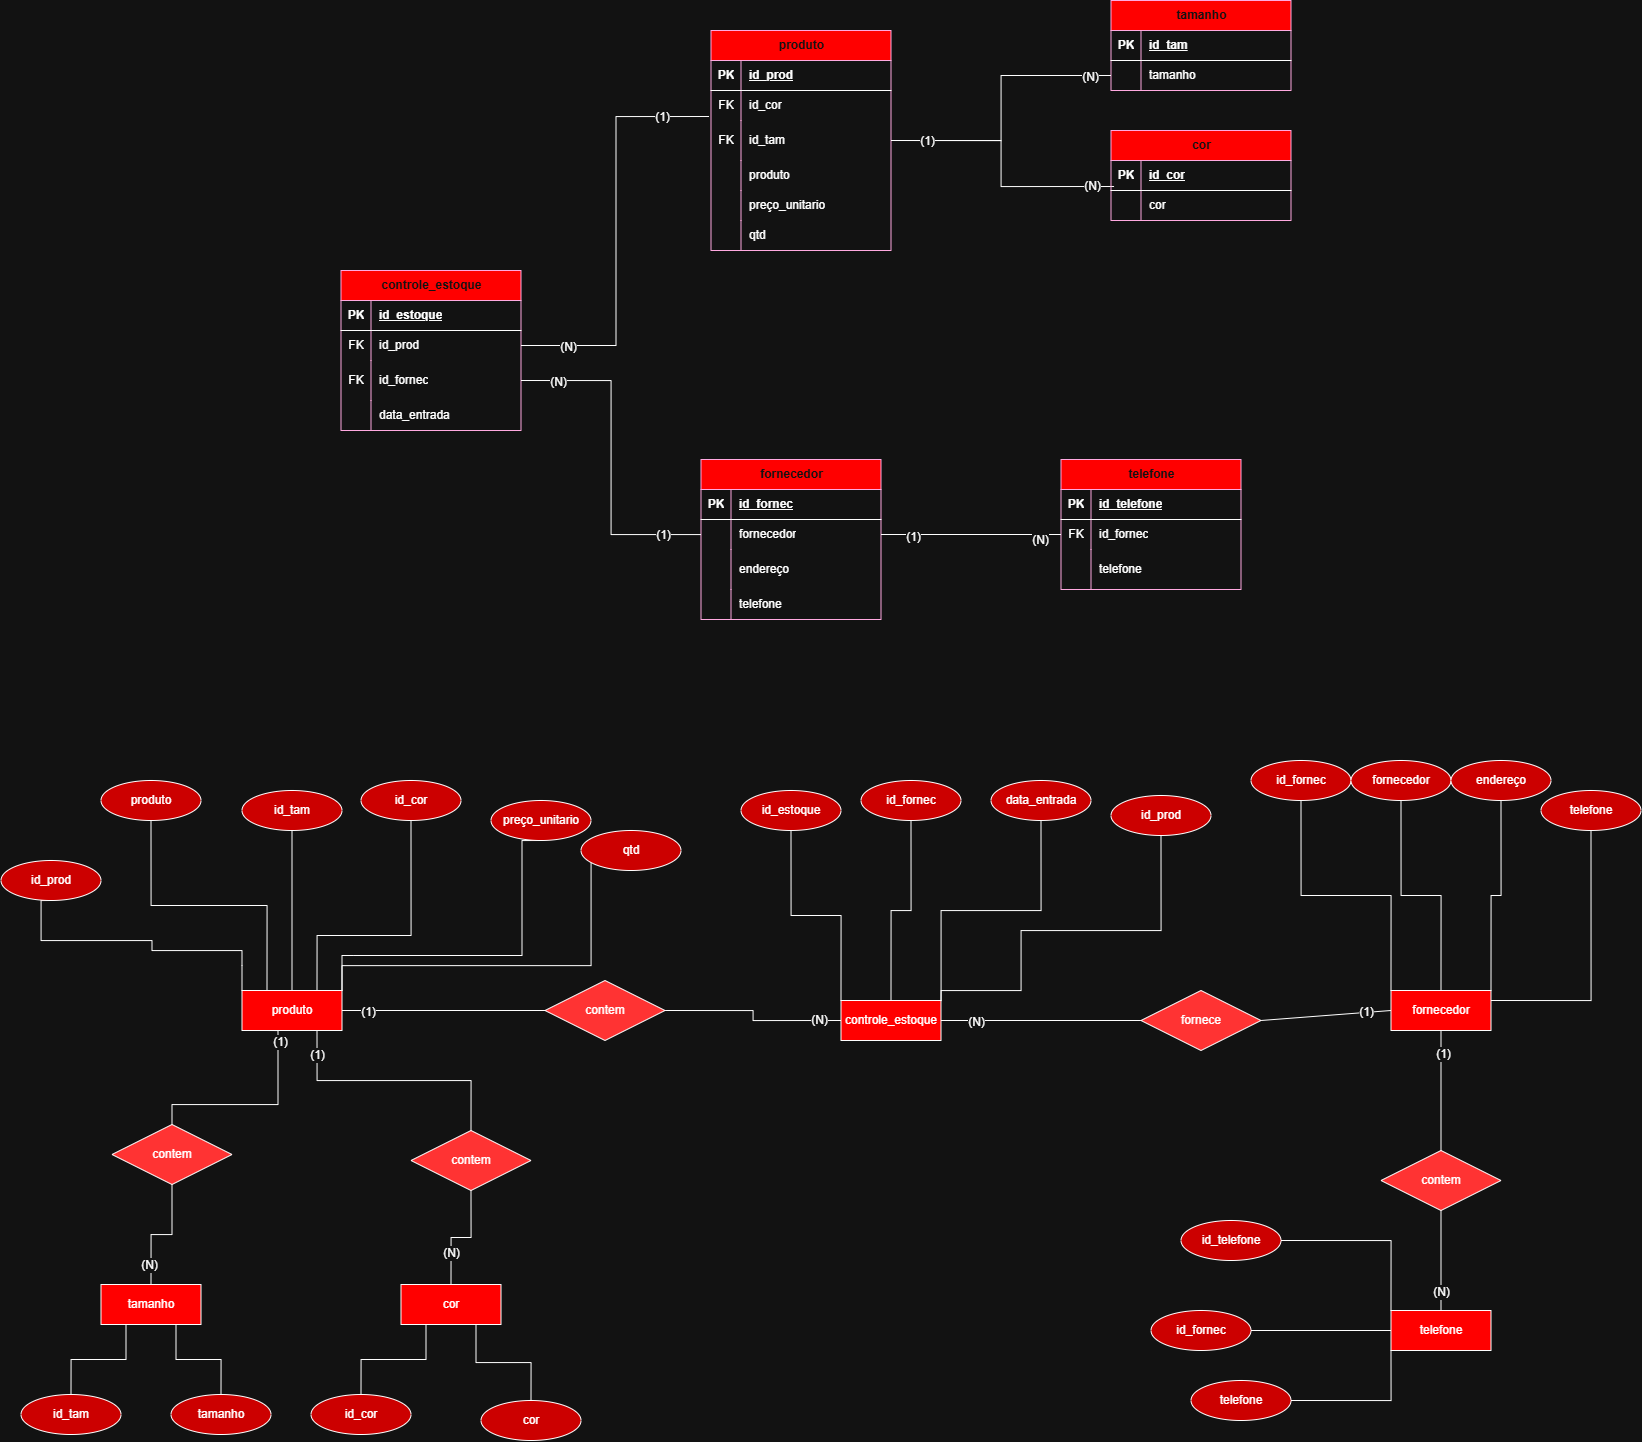 tamanho
PK id_tam
tamanho
produto
PK id_prod
FK id_cor
FK id_tam
produto
preço_unitario
qtd
(1)
(1)
(N)
(N)
cor
PK id_cor
cor
controle_estoque
PK id_estoque
FK id_prod
FK id_fornec
data_entrada
(N)
(N)
(1)
fornecedor
PK id_fornec
fornecedor
endereço
telefone
(1)
(N)
telefone
PK id_telefone
FK id_fornec
telefone
id_prod
produto
id_tam
id_cor
preço_unitario
qtd
id_estoque
id_fornec
data_entrada
id_prod
id_fornec
fornecedor
endereço
telefone
produto
(1)
contem
(N)
controle_estoque
(N)
fornece
(1)
fornecedor
(1)
(1)
(1)
contem
contem
contem
(N)
(N)
(N)
tamanho
cor
id_tam
tamanho
id_cor
cor
id_telefone
id_fornec
telefone
telefone